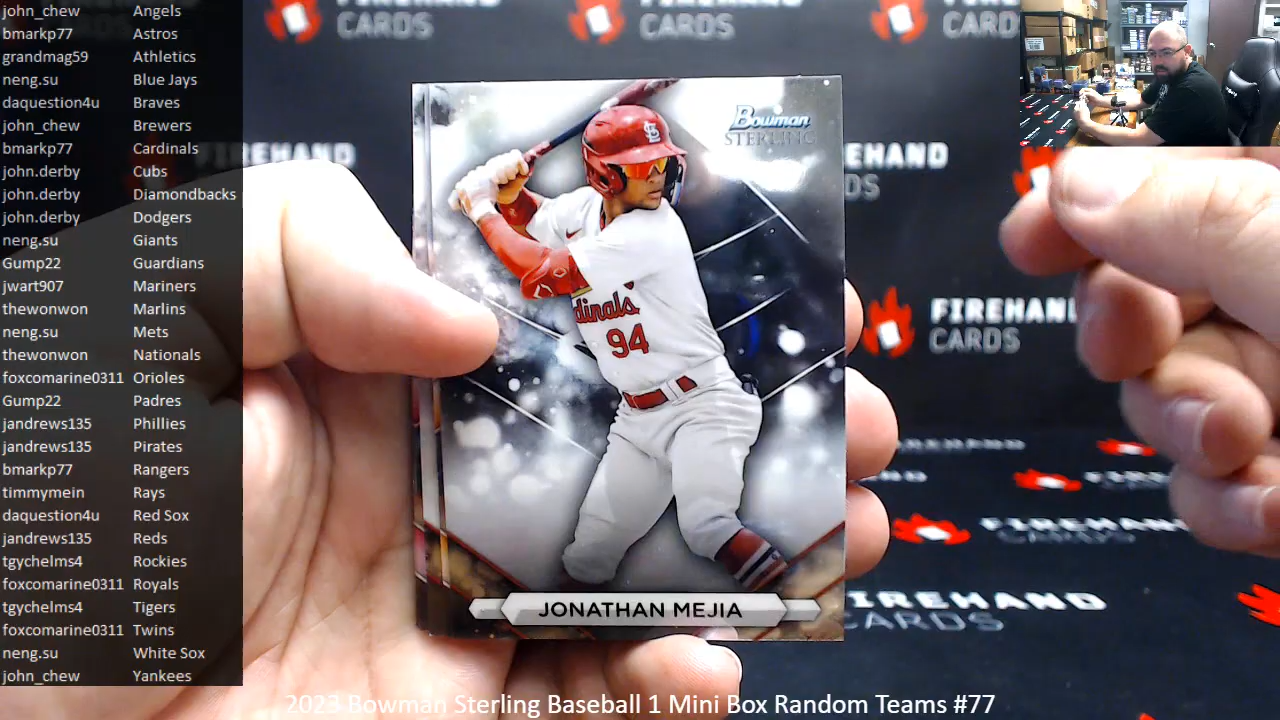 john_chew Angels
bmarkp77 Astros
grandmag59 Athletics
neng.su Blue Jays
daquestion4u Braves
john_chew Brewers
bmarkp77 Cardinals
john.derby Cubs
john.derby Diamondbacks
john.derby Dodgers
neng.su Giants
Gump22 Guardians
jwart907 Mariners
thewonwon Marlins
neng.su Mets
thewonwon Nationals
foxcomarine0311 Orioles
Gump22 Padres
jandrews135 Phillies
jandrews135 Pirates
bmarkp77 Rangers
timmymein Rays
daquestion4u Red Sox
jandrews135 Reds
tgychelms4 Rockies
foxcomarine0311 Royals
tgychelms4 Tigers
foxcomarine0311 Twins
neng.su White Sox
john_chew Yankees
CARDS
CARDS
CARDS
Bowman
STERLING
dinals
94
JONATHAN MEJIA
FIREHAND
CARDS
2023 Bowman Sterling Baseball 1 Mini Box Random Teams #77